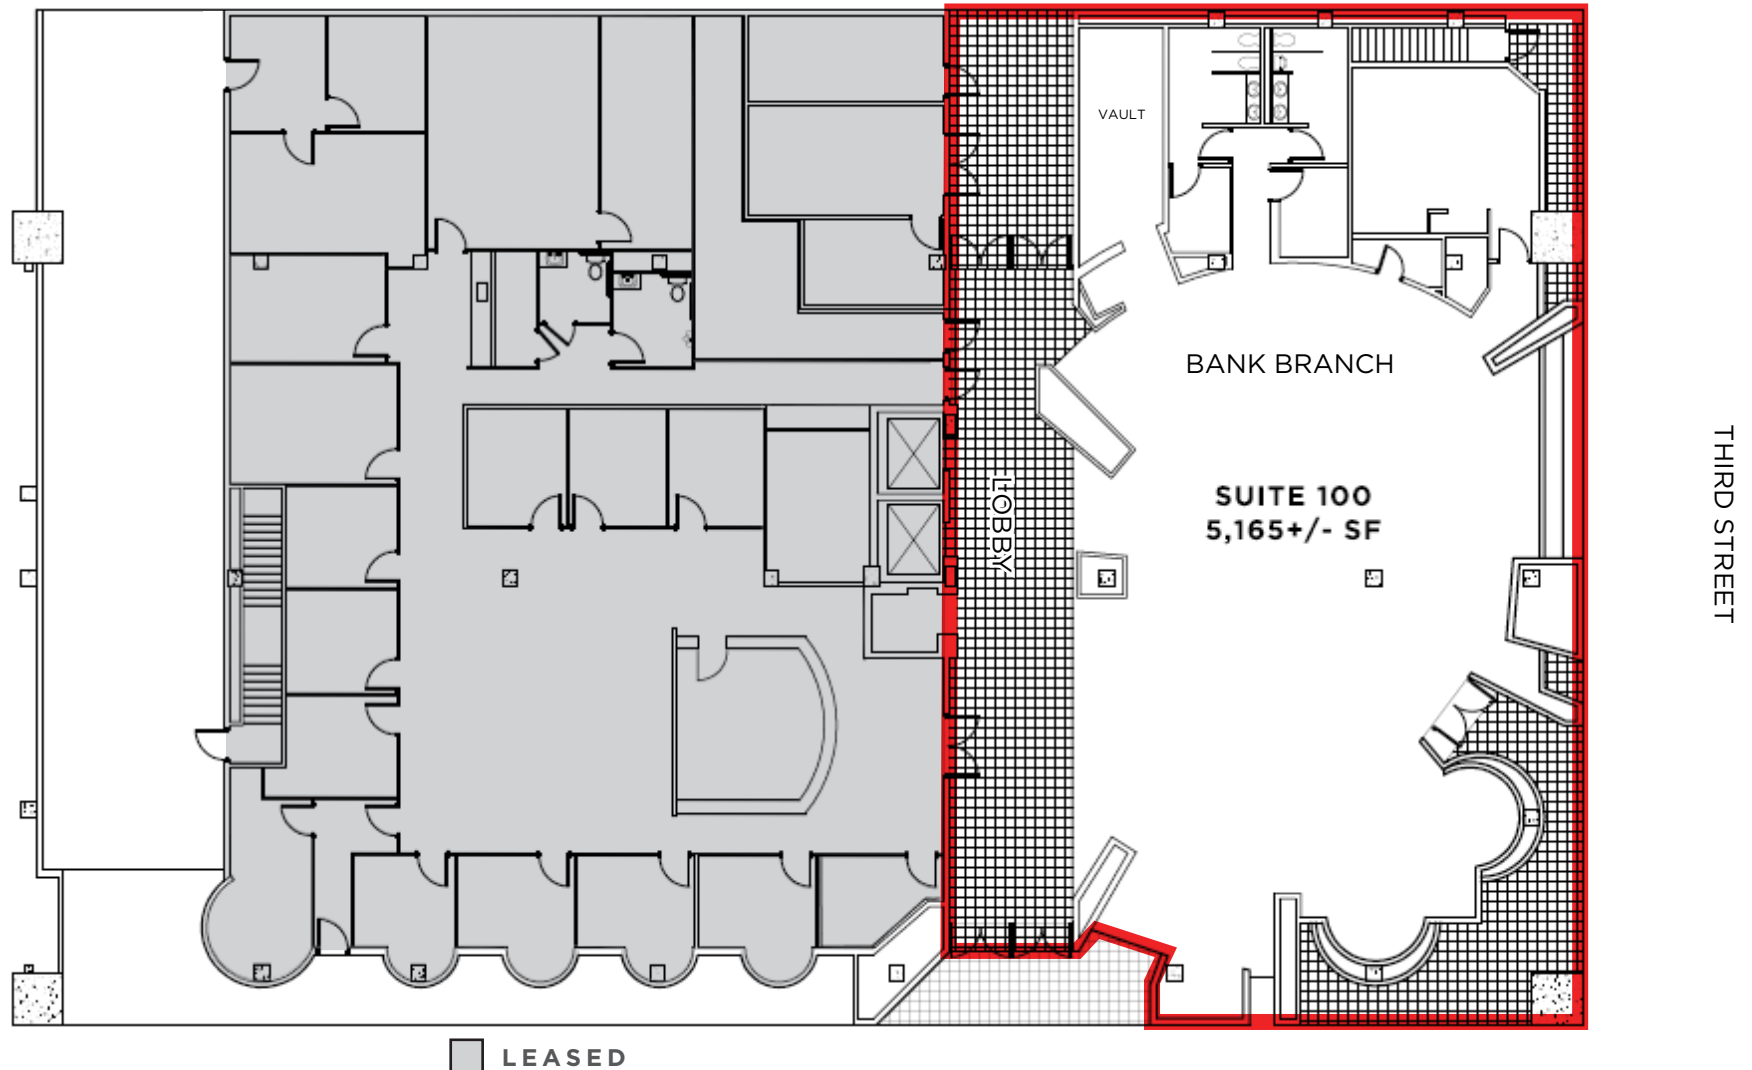 VAULT
BANK BRANCH
SUITE 100
5,165+/- SF
LOBBY
THIRD STREET
LEASED